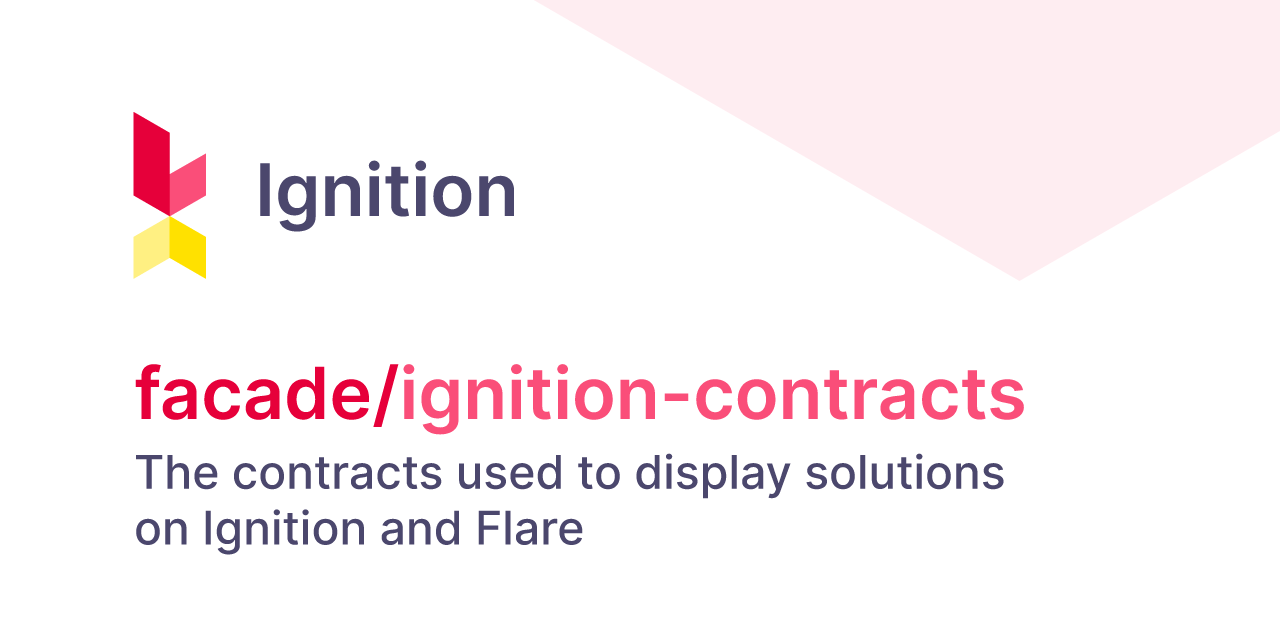 Ignition
facade/ignition-contracts
The contracts used to display solutions
on Ignition and Flare